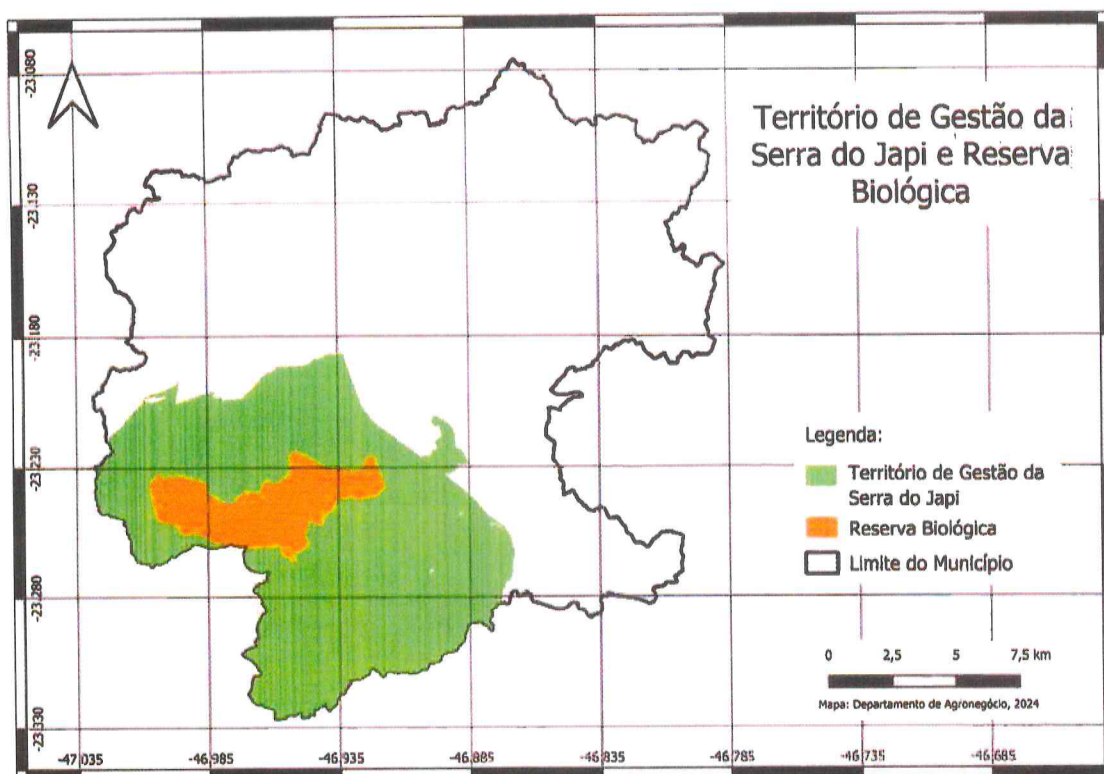 Território de Gestão da
Serra do Japi e Reserva
Biológica
-23.080
-23.130
-23.180
-23.230
-23.280
-23.330
Legenda:
Território de Gestão da
Serra do Japi
Reserva Biológica
Limite do Município
0 2,5 5 7,5 km
Mapa: Departamento de Agronegócio, 2024
-47.035 -46.985 -46.935 -46.885 -46.835 -46.785 -46.735 -46.685